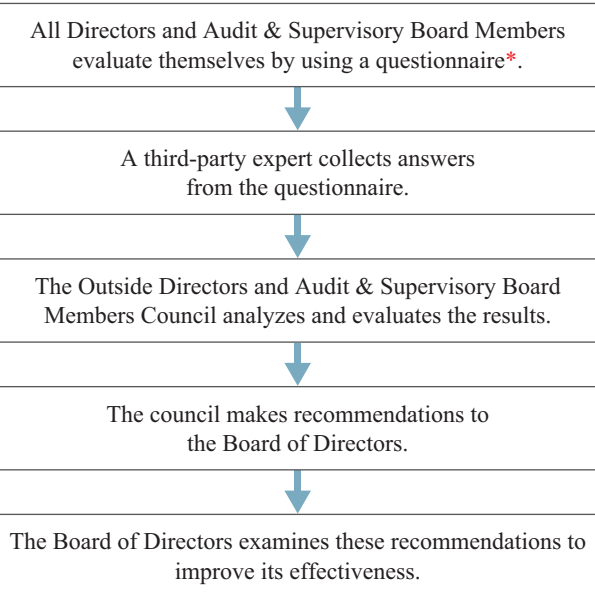 All Directors and Audit & Supervisory Board Members
evaluate themselves by using a questionnaire*.
A third-party expert collects answers
from the questionnaire.
The Outside Directors and Audit & Supervisory Board
Members Council analyzes and evaluates the results.
The council makes recommendations to
the Board of Directors.
The Board of Directors examines these recommendations to
improve its effectiveness.